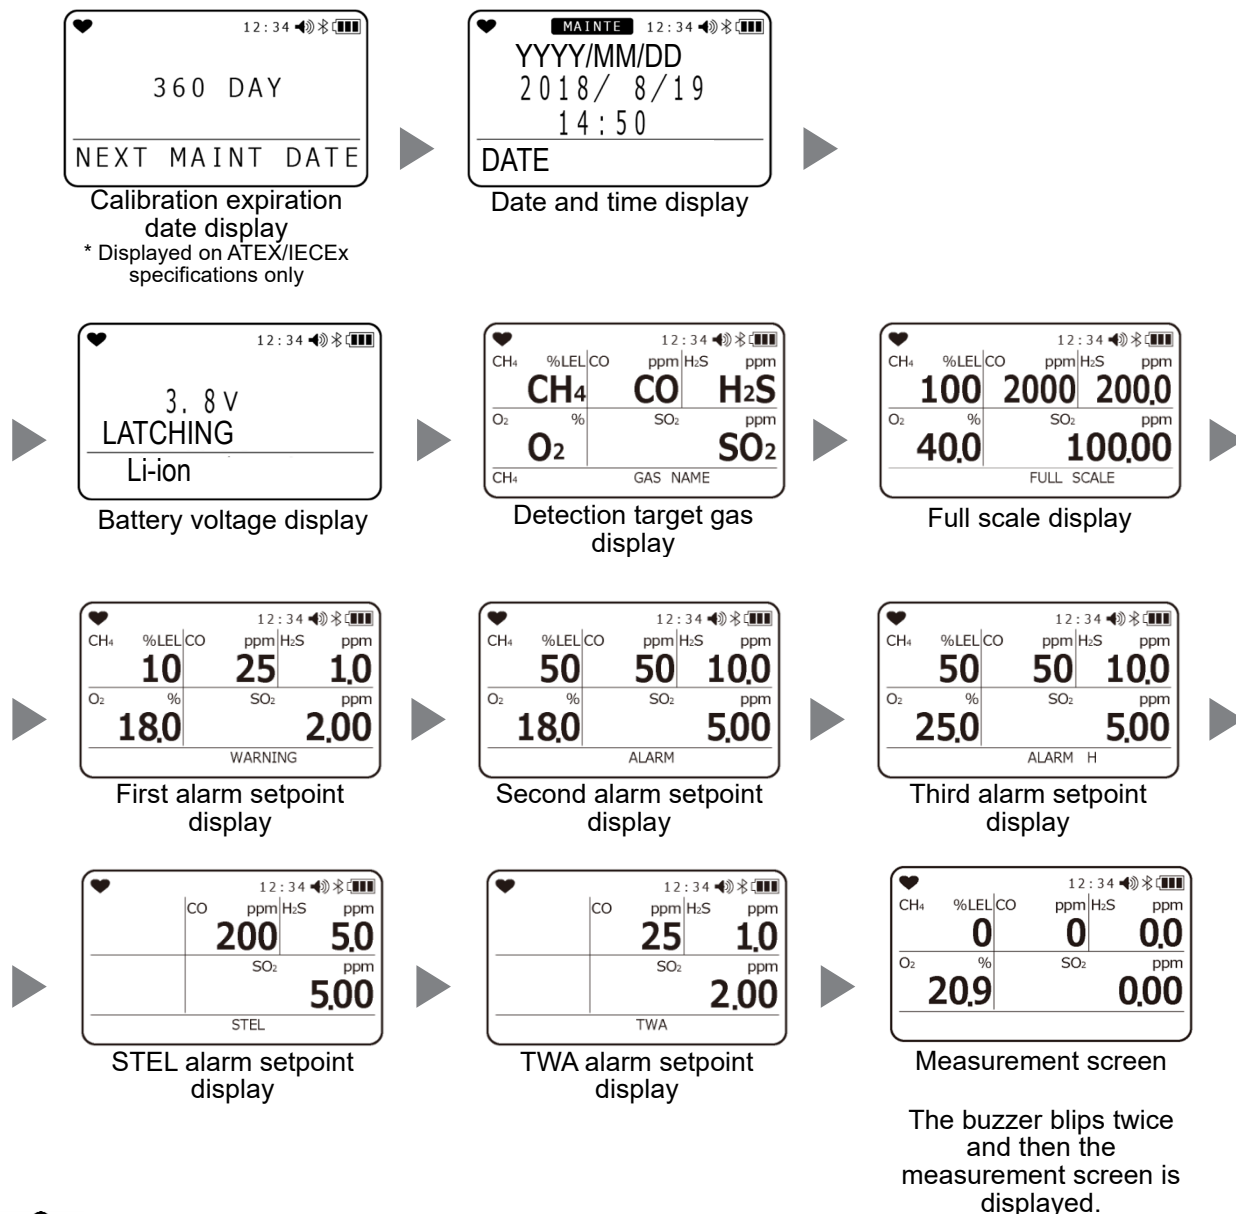 12:34
360 DAY
NEXT MAINT DATE
Calibration expiration
date display
* Displayed on ATEX/IECEx
specifications only
MAINTE 12:34
YYYY/MM/DD
2018/ 8/19
14:50
DATE
Date and time display
12:34
3. 8 V
LATCHING
Li-ion
Battery voltage display
12:34
CH4 %LEL CO ppm H2S ppm
CH4 CO H2S
O2 % SO2 ppm
O2 SO2
CH4 GAS NAME
Detection target gas
display
12:34
CH4 %LEL CO ppm H2S ppm
100 2000 200.0
O2 % SO2 ppm
40.0 100.00
FULL SCALE
Full scale display
12:34
CH4 %LEL CO ppm H2S ppm
10 25 1.0
O2 % SO2 ppm
18.0 2.00
WARNING
First alarm setpoint
display
12:34
CH4 %LEL CO ppm H2S ppm
50 50 10.0
O2 % SO2 ppm
18.0 5.00
ALARM
Second alarm setpoint
display
12:34
CH4 %LEL CO ppm H2S ppm
50 50 10.0
O2 % SO2 ppm
25.0 5.00
ALARM H
Third alarm setpoint
display
12:34
CO ppm H2S ppm
200 5.0
SO2 ppm
5.00
STEL
STEL alarm setpoint
display
12:34
CO ppm H2S ppm
25 1.0
SO2 ppm
2.00
TWA
TWA alarm setpoint
display
12:34
CH4 %LEL CO ppm H2S ppm
0 0 0.0
O2 % SO2 ppm
20.9 0.00
Measurement screen
The buzzer blips twice
and then the
measurement screen is
displayed.